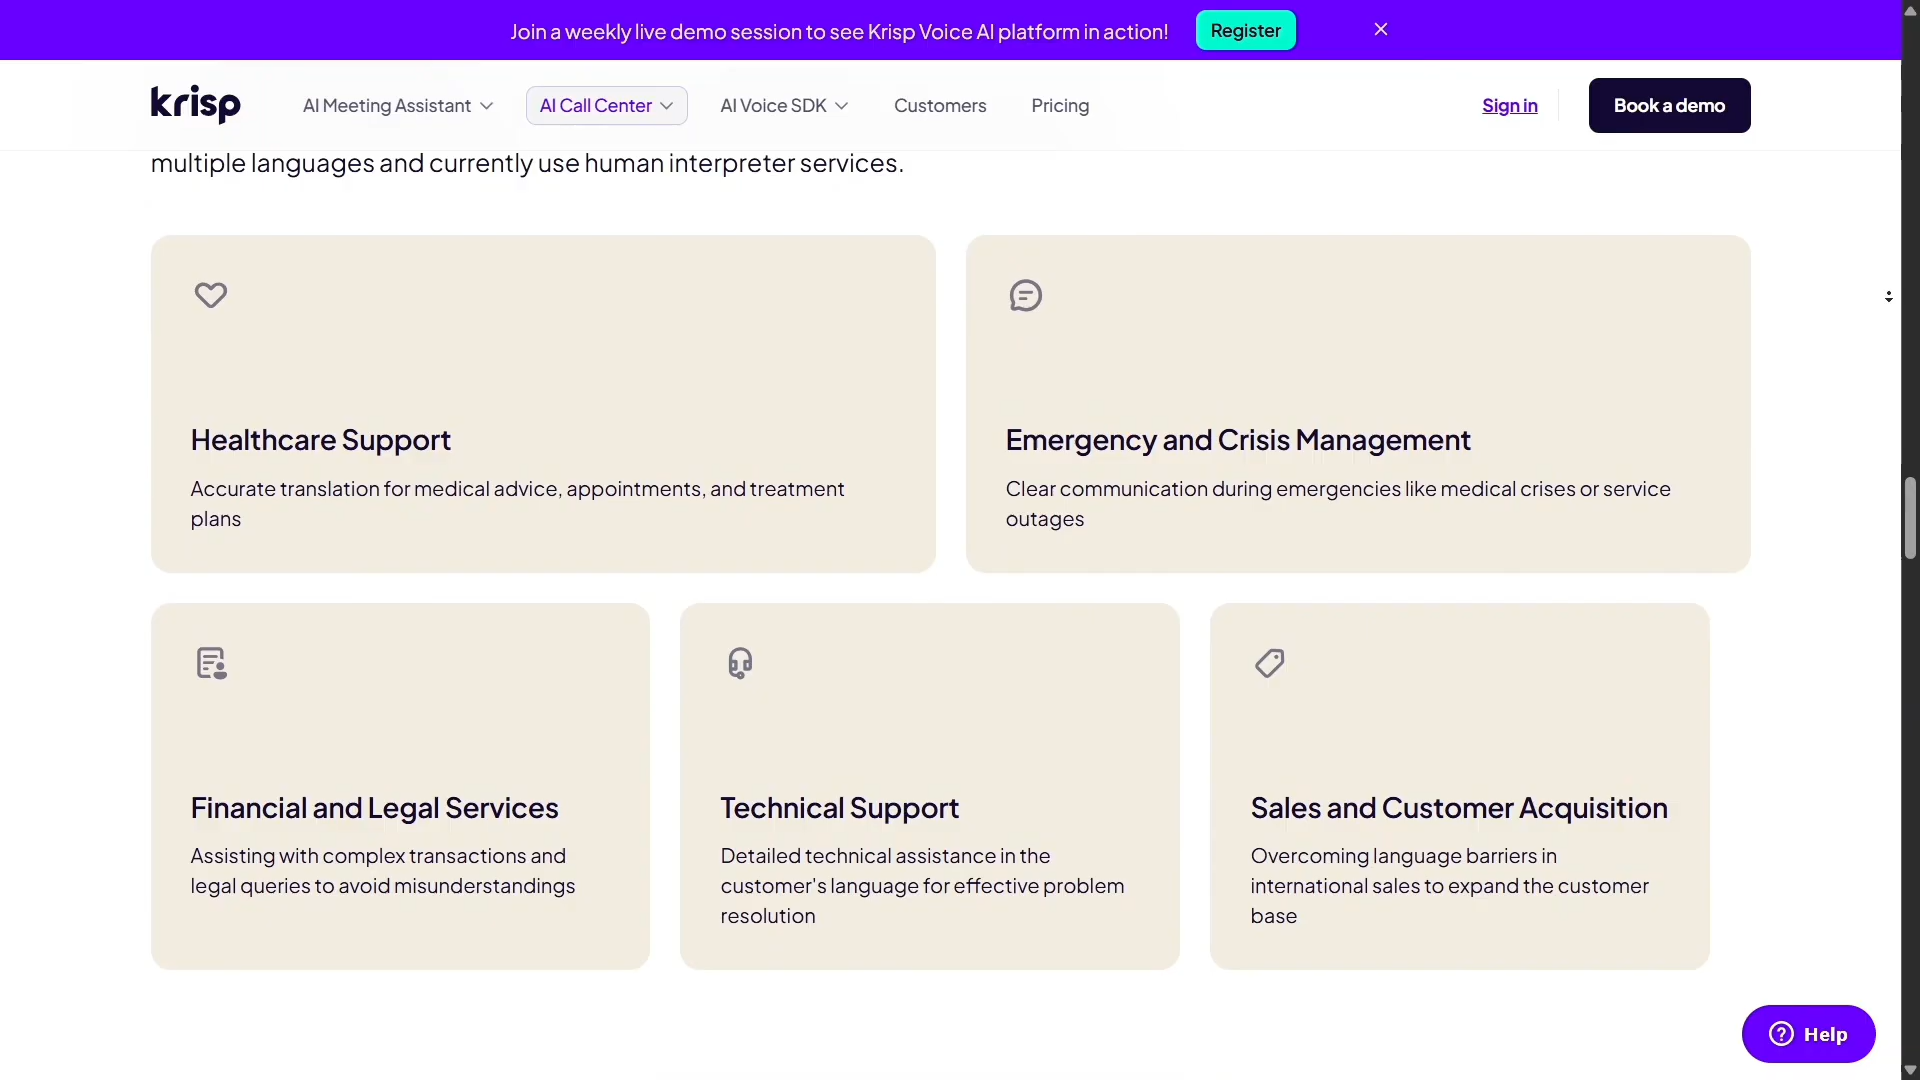 Join a weekly live demo session to see Krisp Voice AI platform in action!
Register
krisp
AI Meeting Assistant
AI Call Center
AI Voice SDK
Customers
Pricing
Sign in
Book a demo
multiple languages and currently use human interpreter services.
Healthcare Support
Accurate translation for medical advice, appointments, and treatment
plans
Emergency and Crisis Management
Clear communication during emergencies like medical crises or service
outages
Financial and Legal Services
Assisting with complex transactions and
legal queries to avoid misunderstandings
Technical Support
Detailed technical assistance in the
customer's language for effective problem
resolution
Sales and Customer Acquisition
Overcoming language barriers in
international sales to expand the customer
base
Help